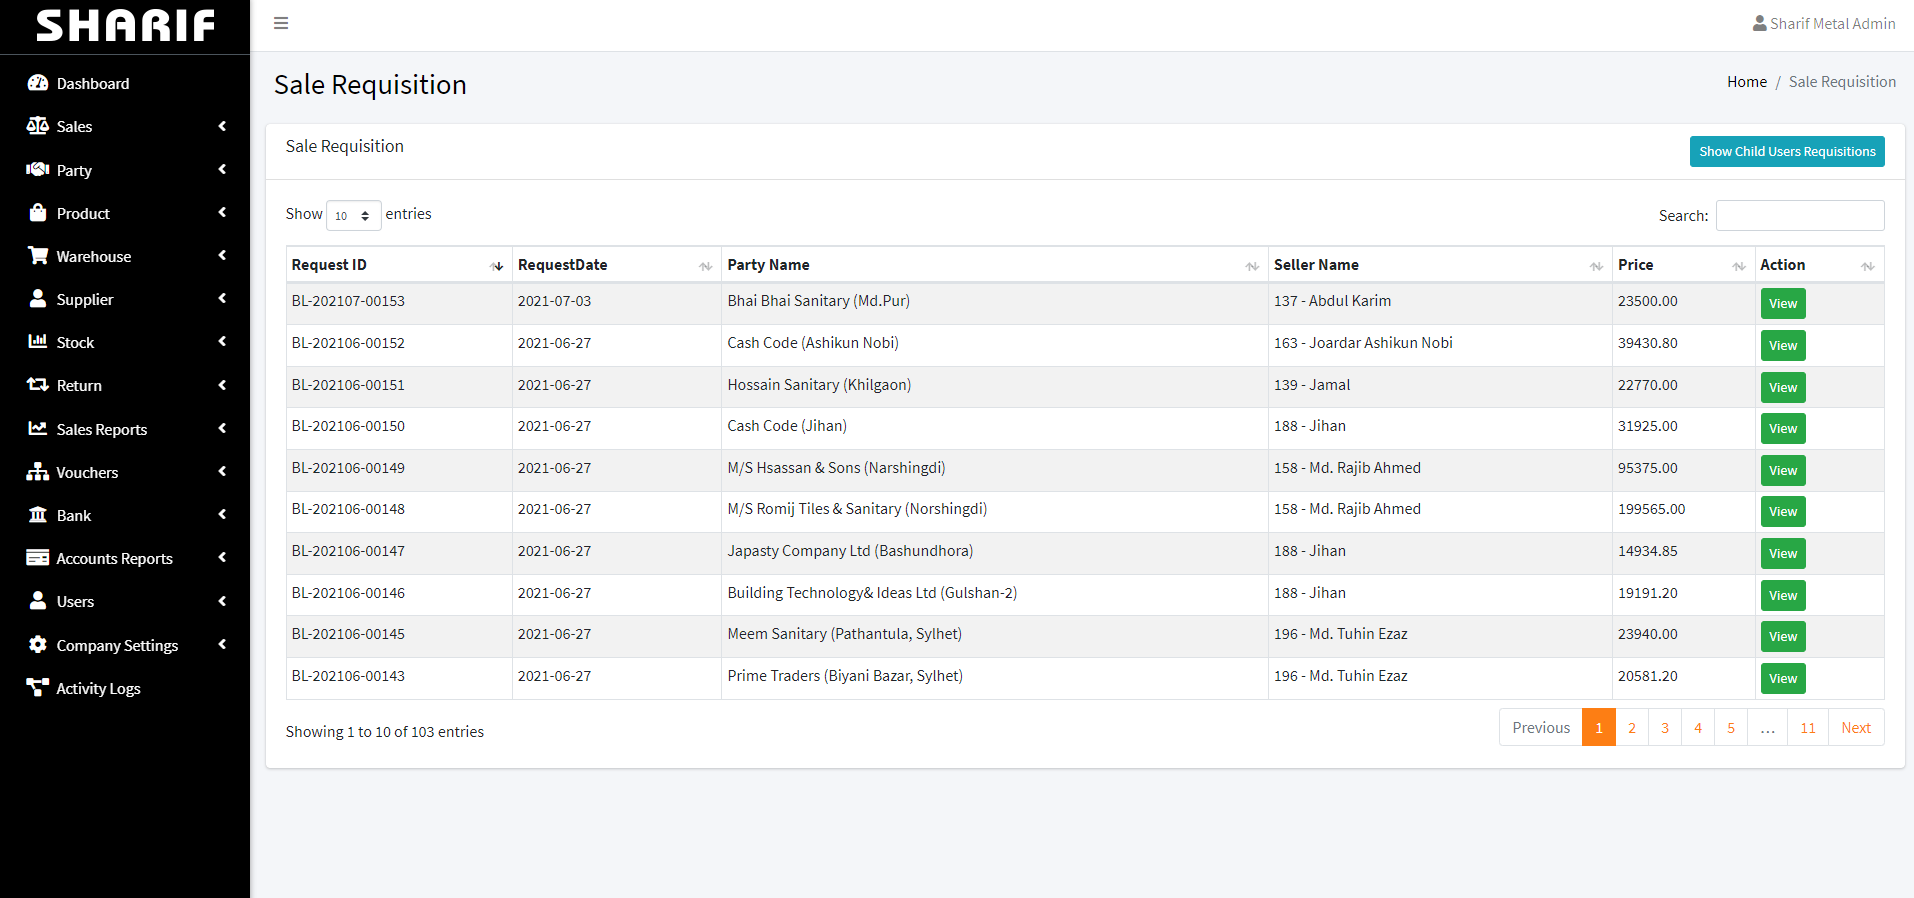 SHARIF
Sharif Metal Admin
Dashboard
Sales
Party
Product
Warehouse
Supplier
Stock
Return
Sales Reports
Vouchers
Bank
Accounts Reports
Users
Company Settings
Activity Logs
Sale Requisition
Home / Sale Requisition
Sale Requisition
Show Child Users Requisitions
Show 10 entries
Search:
Request ID RequestDate Party Name Seller Name Price Action
BL-202107-00153 2021-07-03 Bhai Bhai Sanitary (Md.Pur) 137 - Abdul Karim 23500.00 View
BL-202106-00152 2021-06-27 Cash Code (Ashikun Nobi) 163 - Joardar Ashikun Nobi 39430.80 View
BL-202106-00151 2021-06-27 Hossain Sanitary (Khilgaon) 139 - Jamal 22770.00 View
BL-202106-00150 2021-06-27 Cash Code (Jihan) 188 - Jihan 31925.00 View
BL-202106-00149 2021-06-27 M/S Hsassan & Sons (Narshingdi) 158 - Md. Rajib Ahmed 95375.00 View
BL-202106-00148 2021-06-27 M/S Romij Tiles & Sanitary (Norshingdi) 158 - Md. Rajib Ahmed 199565.00 View
BL-202106-00147 2021-06-27 Japasty Company Ltd (Bashundhora) 188 - Jihan 14934.85 View
BL-202106-00146 2021-06-27 Building Technology& Ideas Ltd (Gulshan-2) 188 - Jihan 19191.20 View
BL-202106-00145 2021-06-27 Meem Sanitary (Pathantula, Sylhet) 196 - Md. Tuhin Ezaz 23940.00 View
BL-202106-00143 2021-06-27 Prime Traders (Biyani Bazar, Sylhet) 196 - Md. Tuhin Ezaz 20581.20 View
Showing 1 to 10 of 103 entries
Previous 1 2 3 4 5 … 11 Next